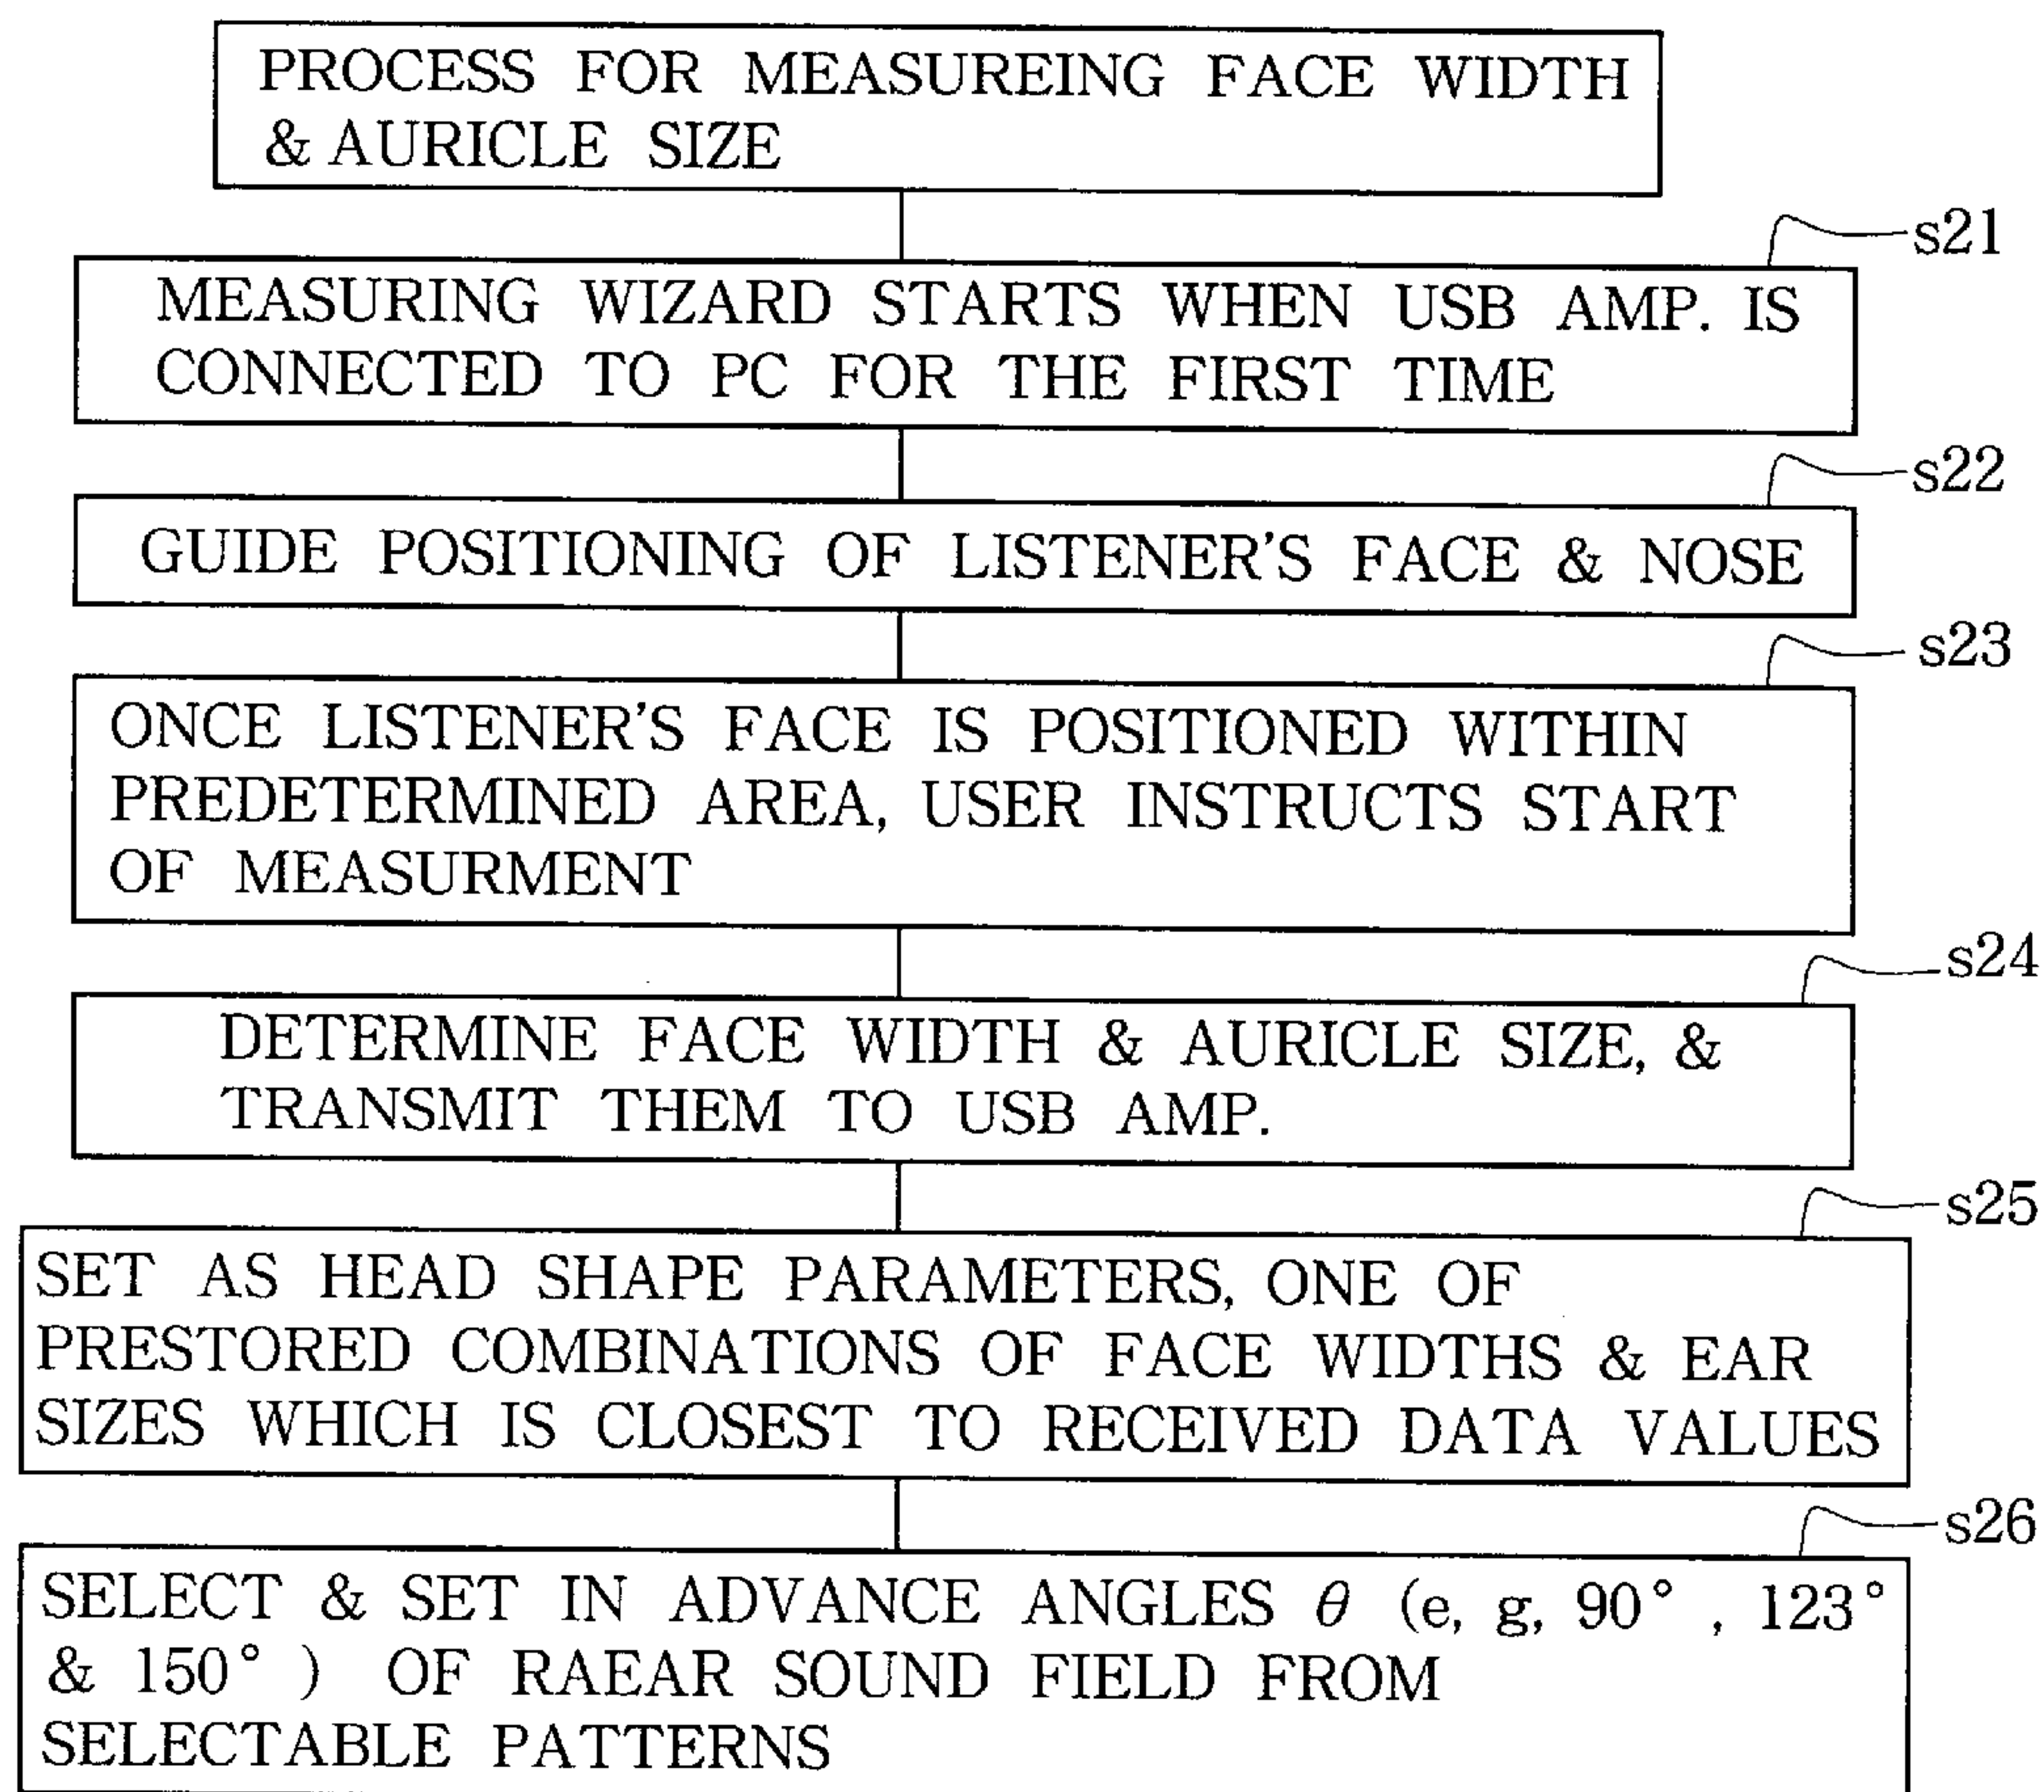 PROCESS FOR MEASUREING FACE WIDTH
& AURICLE SIZE
s21
MEASURING WIZARD STARTS WHEN USB AMP. IS
CONNECTED TO PC FOR THE FIRST TIME
s22
GUIDE POSITIONING OF LISTENER'S FACE & NOSE
s23
ONCE LISTENER'S FACE IS POSITIONED WITHIN
PREDETERMINED AREA, USER INSTRUCTS START
OF MEASURMENT
s24
DETERMINE FACE WIDTH & AURICLE SIZE, &
TRANSMIT THEM TO USB AMP.
s25
SET AS HEAD SHAPE PARAMETERS, ONE OF
PRESTORED COMBINATIONS OF FACE WIDTHS & EAR
SIZES WHICH IS CLOSEST TO RECEIVED DATA VALUES
s26
SELECT & SET IN ADVANCE ANGLES θ (e, g, 90° , 123°
& 150° ) OF RAEAR SOUND FIELD FROM
SELECTABLE PATTERNS